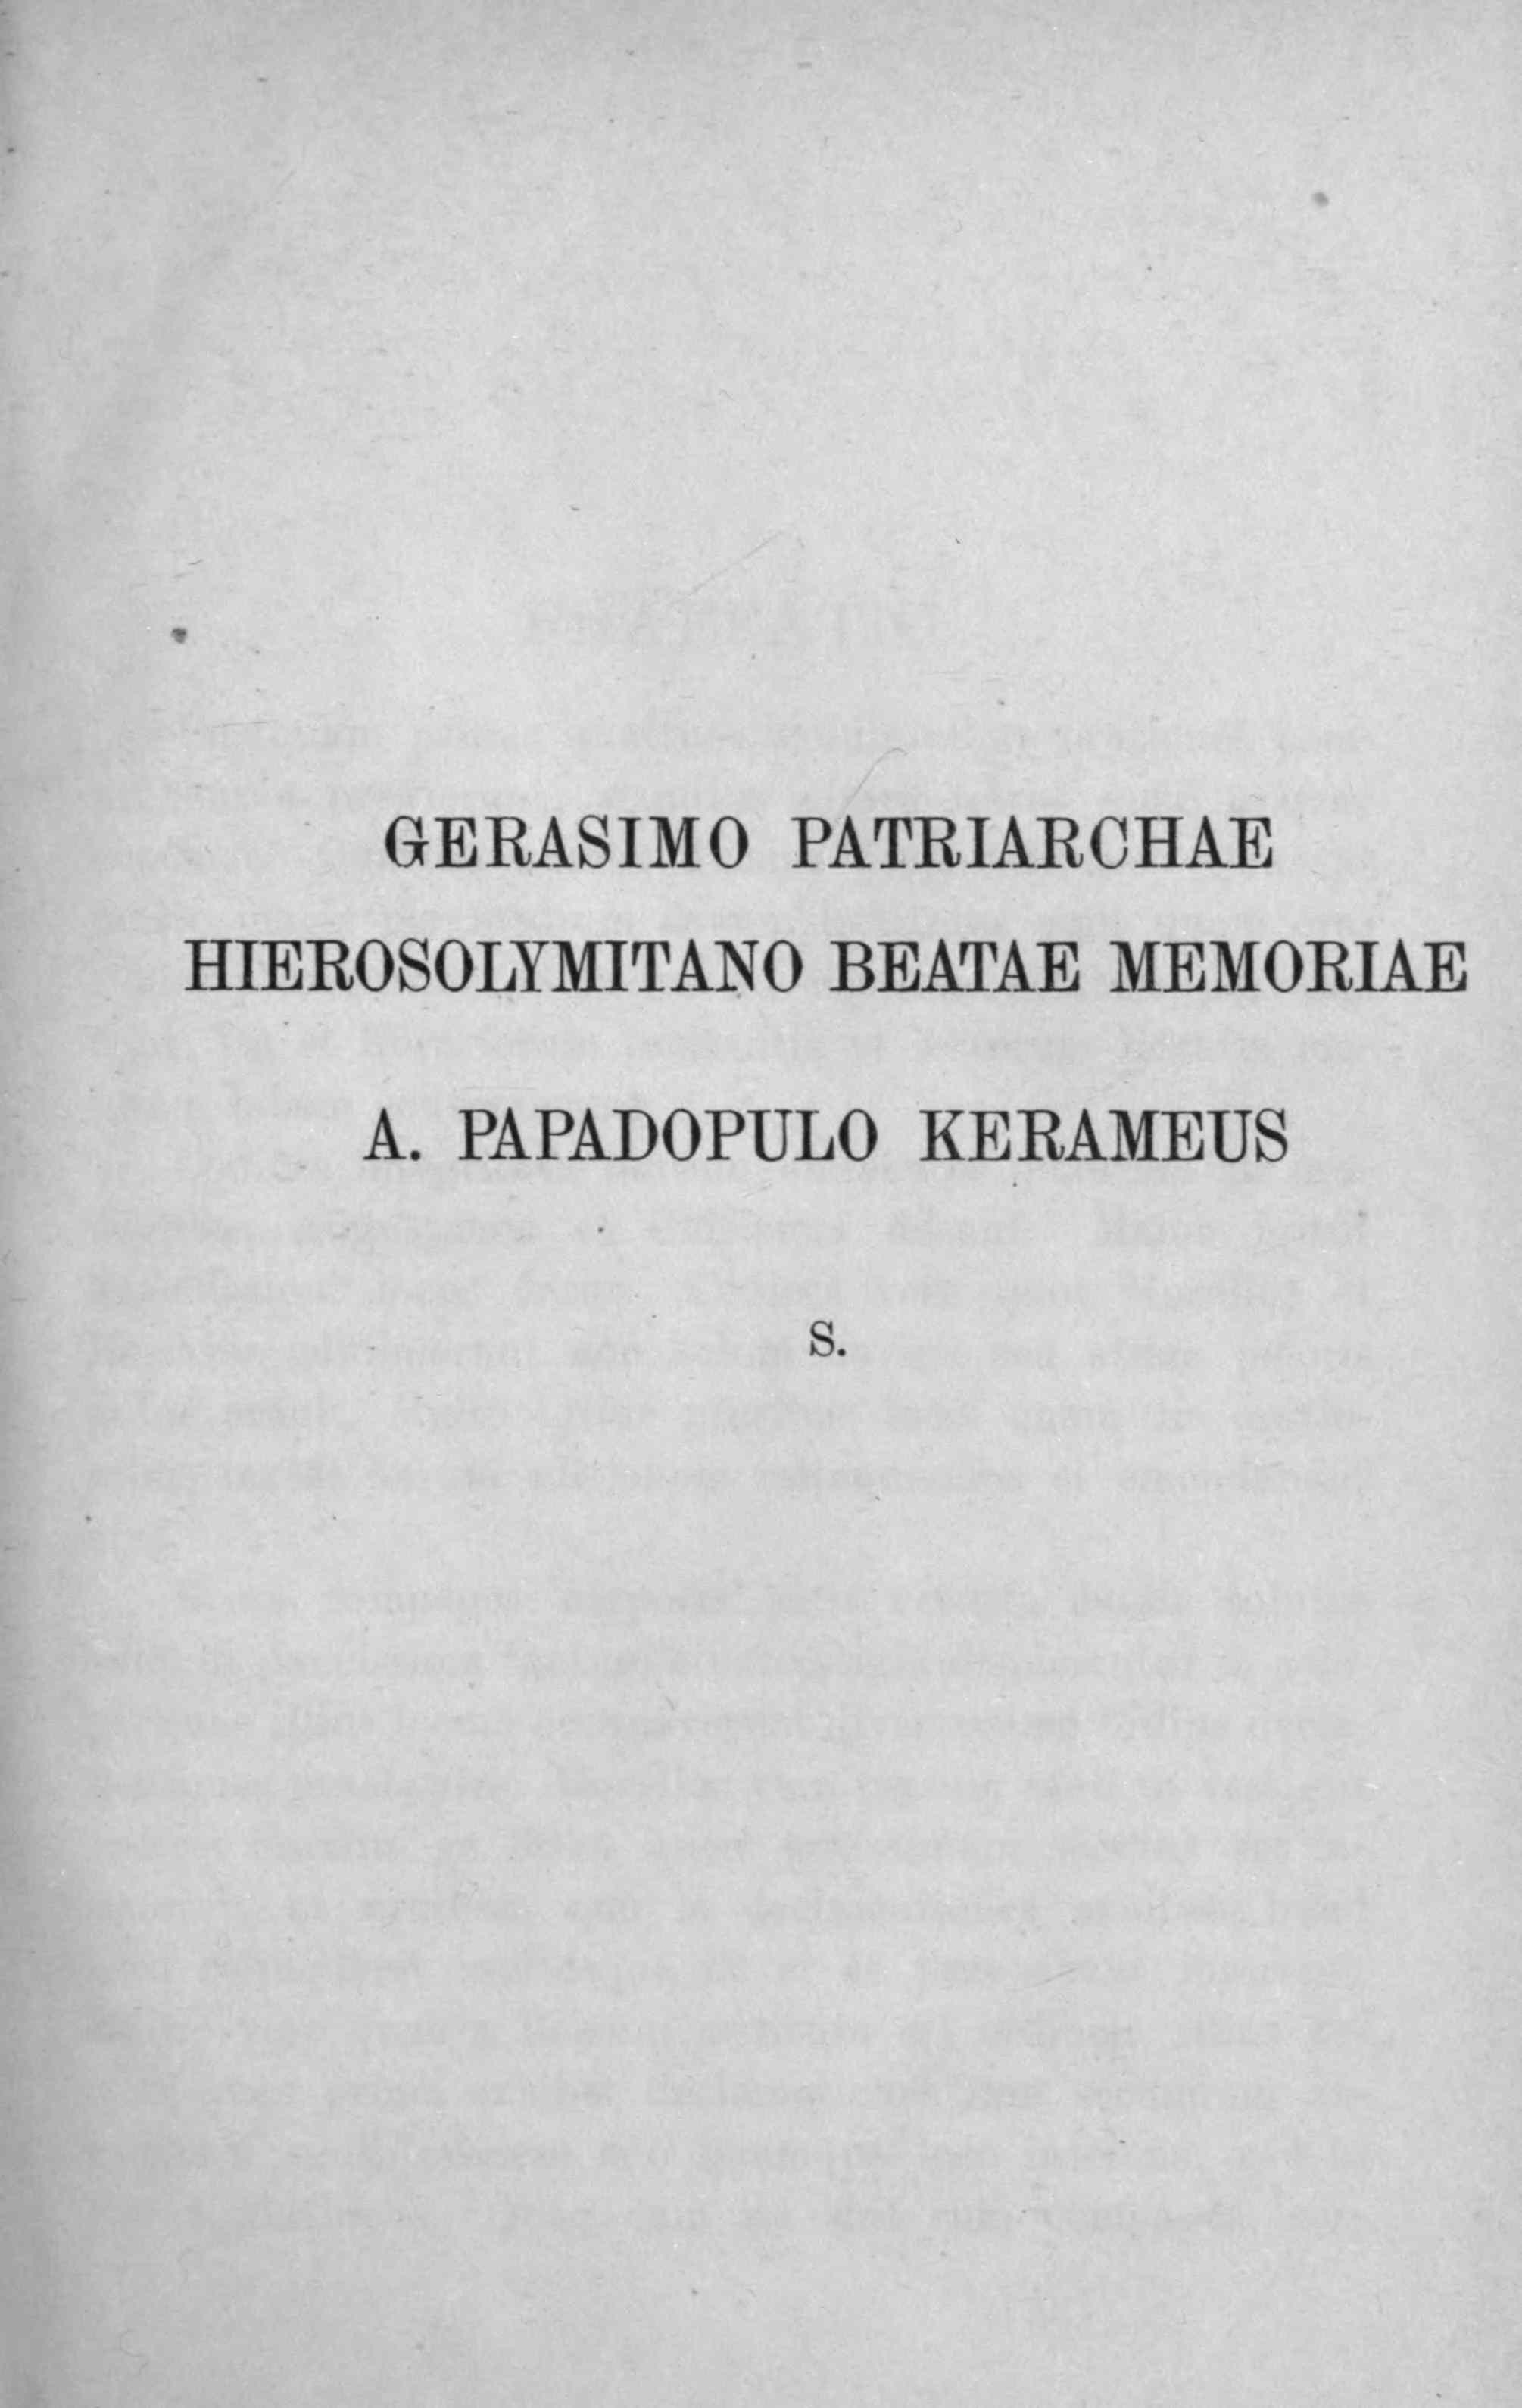 GERASIMO PATRIARCHAE
HIEROSOLYMITANO BEATAE MEMORIAE
A. PAPADOPULO KERAMEUS
S.